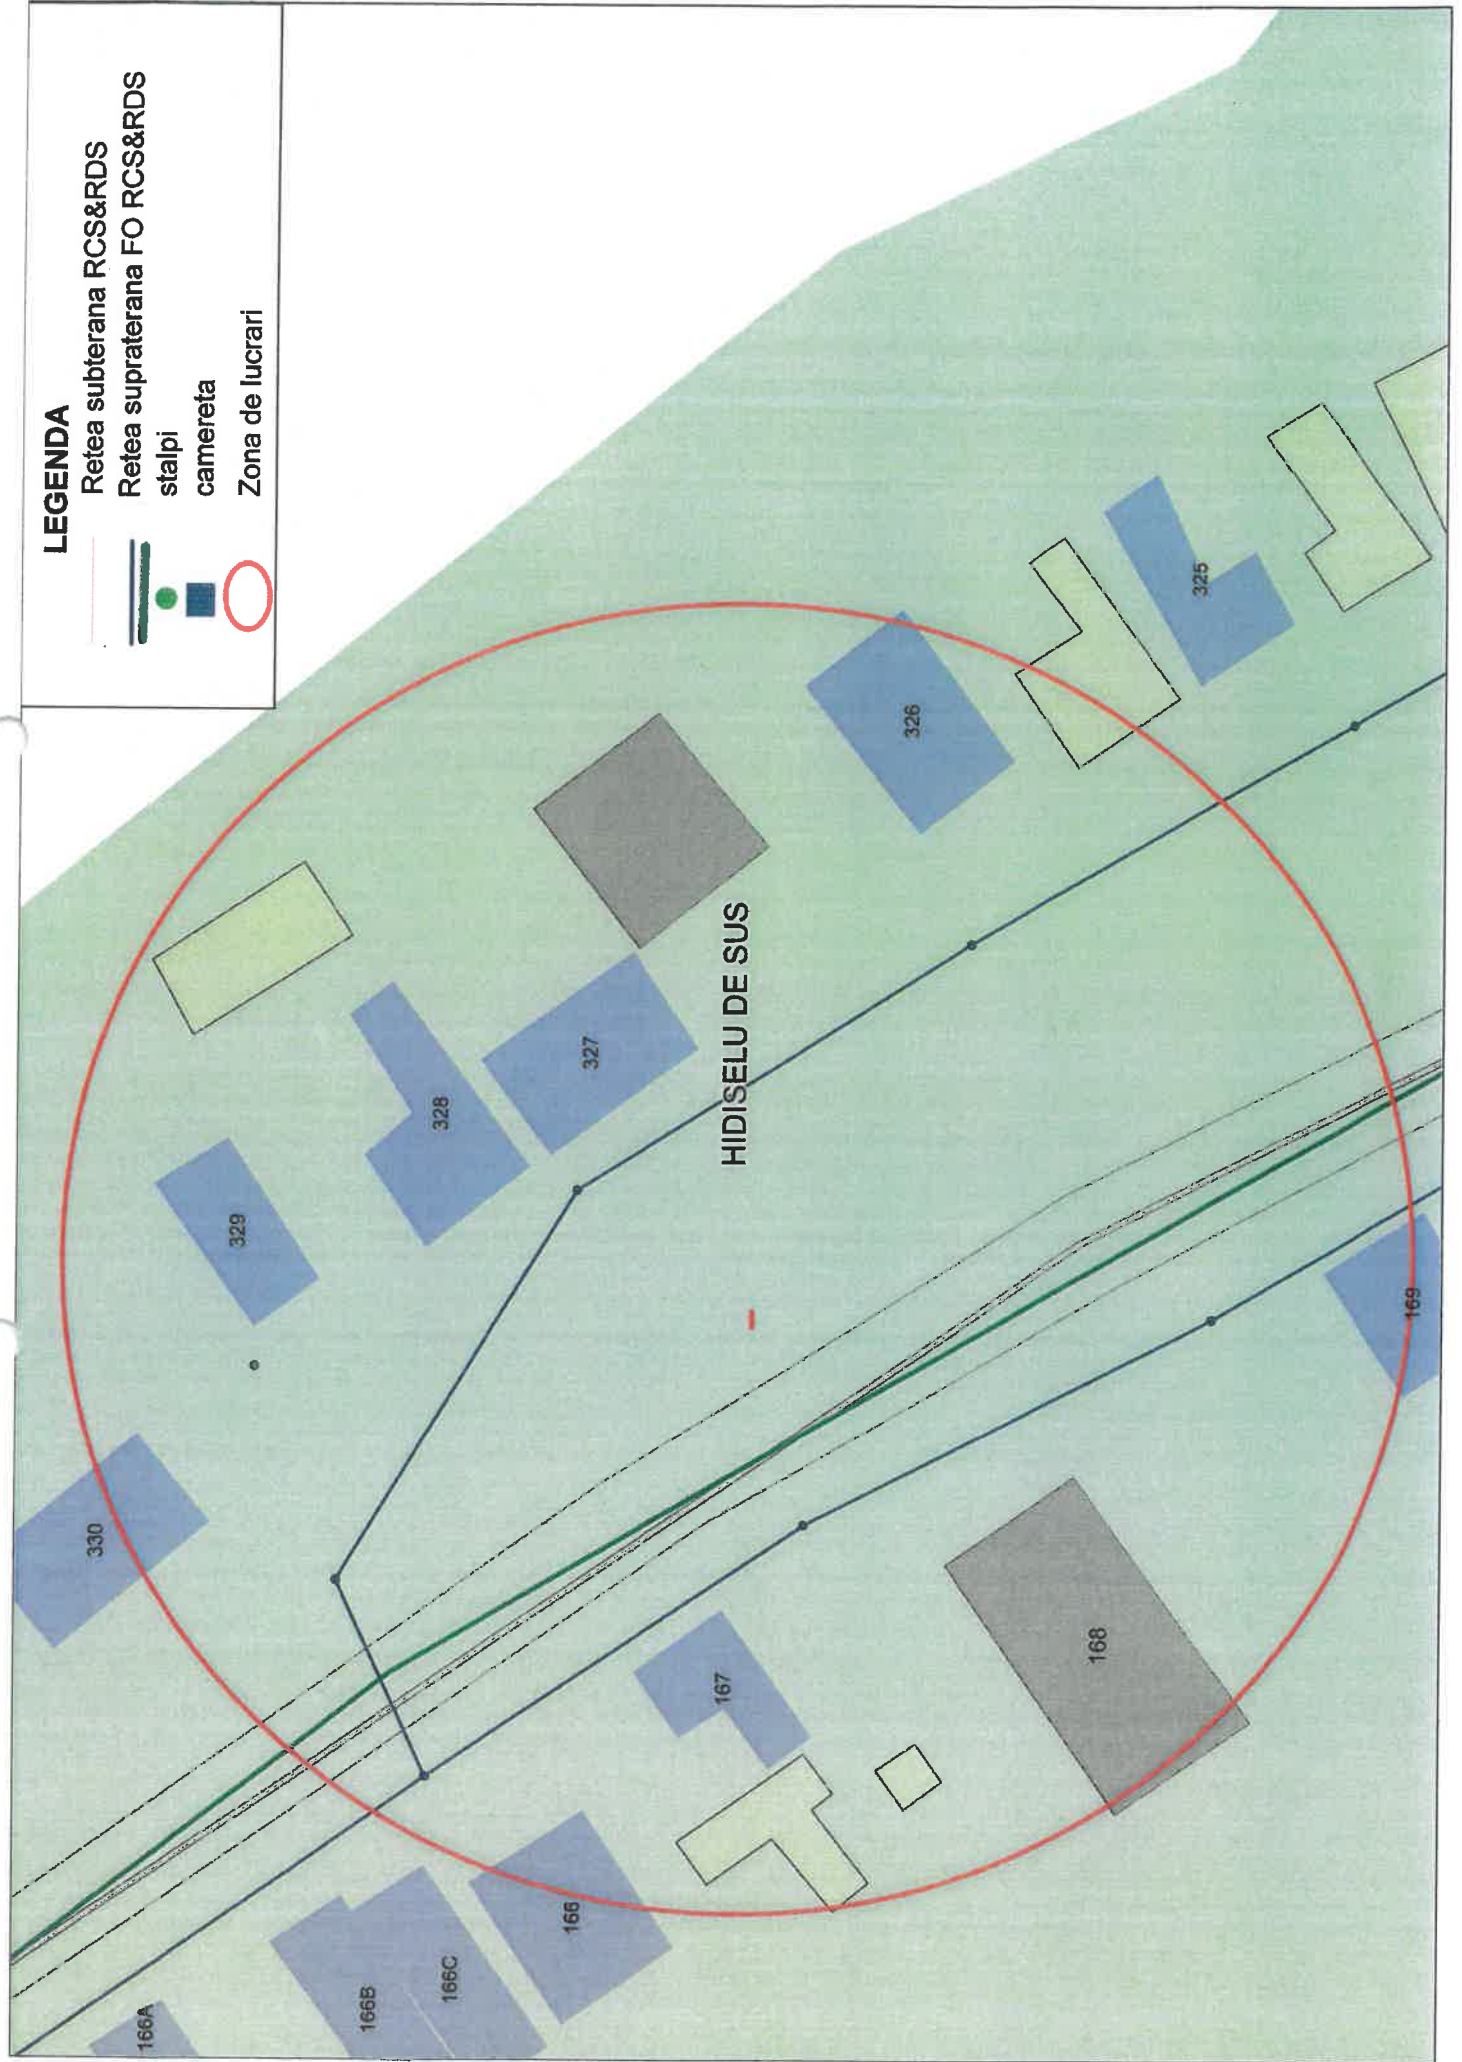 LEGENDA
Retea subterana RCS&RDS
Retea supraterana FO RCS&RDS
stalpi
camereta
Zona de lucrari
330
329
328
327
326
325
HIDISELU DE SUS
166A
166B
166C
166
167
168
169